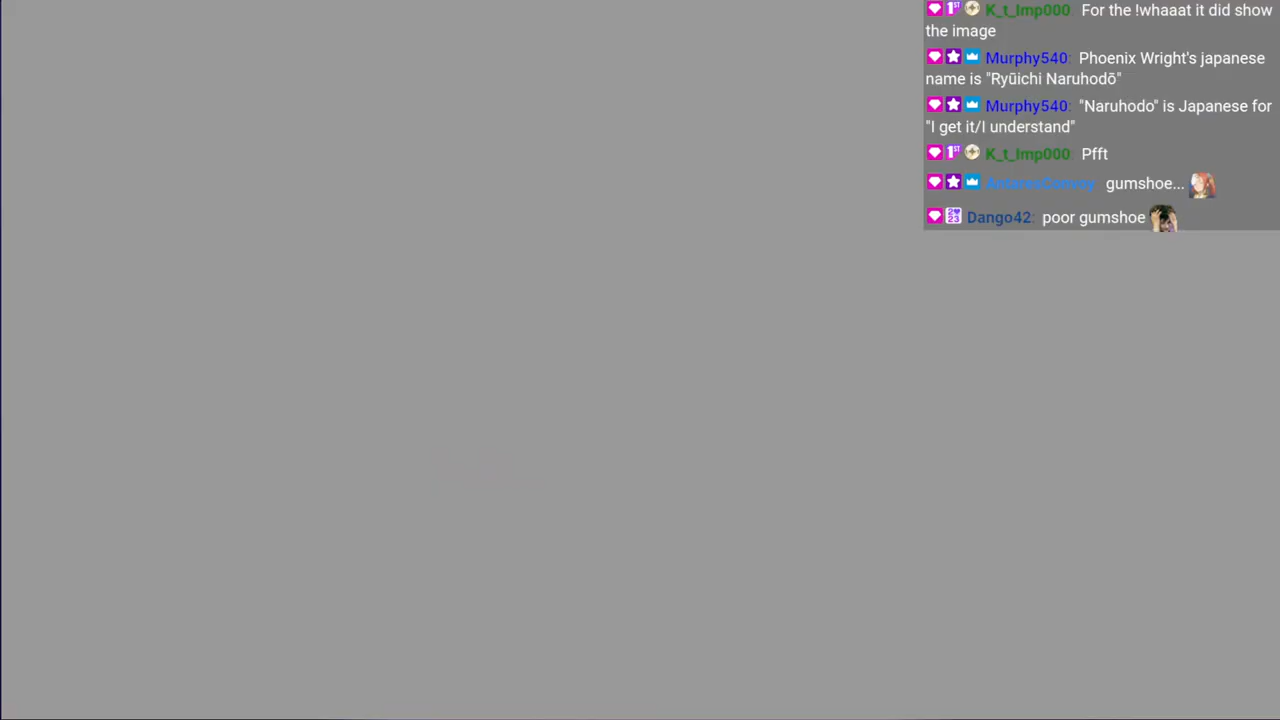 K_t_Imp000: For the !whaaat it did show
the image
Murphy540: Phoenix Wright's japanese
name is "Ryūichi Naruhodō"
Murphy540: "Naruhodo" is Japanese for
"I get it/I understand"
K_t_Imp000: Pfft
AntaresConvoy gumshoe...
Dango42: poor gumshoe